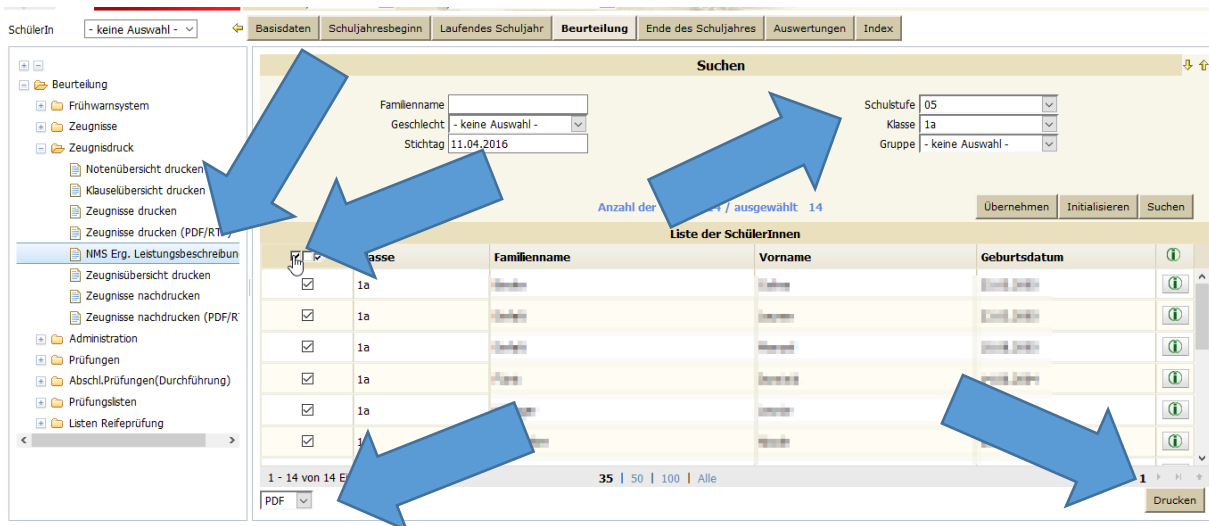 SchülerIn - keine Auswahl - Basisdaten Schuljahresbeginn Laufendes Schuljahr Beurteilung Ende des Schuljahres Auswertungen Index
Beurteilung
Frühwarnsystem
Zeugnisse
Zeugnisdruck
Notenübersicht drucken
Klauselübersicht drucken
Zeugnisse drucken
Zeugnisse drucken (PDF/RT
NMS Erg. Leistungsbeschreibun
Zeugnisübersicht drucken
Zeugnisse nachdrucken
Zeugnisse nachdrucken (PDF/R
Administration
Prüfungen
Abschl.Prüfungen(Durchführung)
Prüfungslisten
Listen Reifeprüfung
Suchen
Familienname
Geschlecht - keine Auswahl -
Stichtag 11.04.2016
Schulstufe 05
Klasse 1a
Gruppe - keine Auswahl -
Anzahl der / ausgewählt 14
Übernehmen Initialisieren Suchen
Liste der SchülerInnen
asse Familienname Vorname Geburtsdatum
1a
1a
1a
1a
1a
1 - 14 von 14 E 35 | 50 | 100 | Alle 1
PDF Drucken